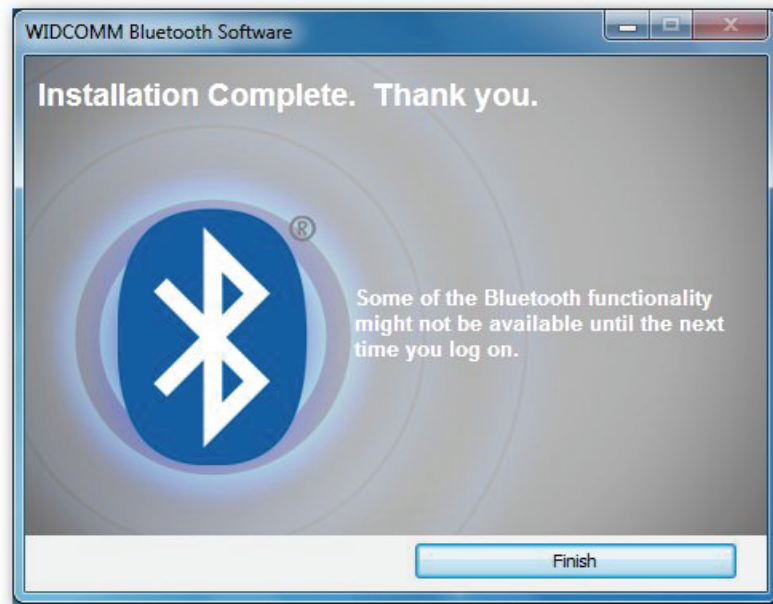 WIDCOMM Bluetooth Software
Installation Complete.  Thank you.
®
Some of the Bluetooth functionality
might not be available until the next
time you log on.
Finish